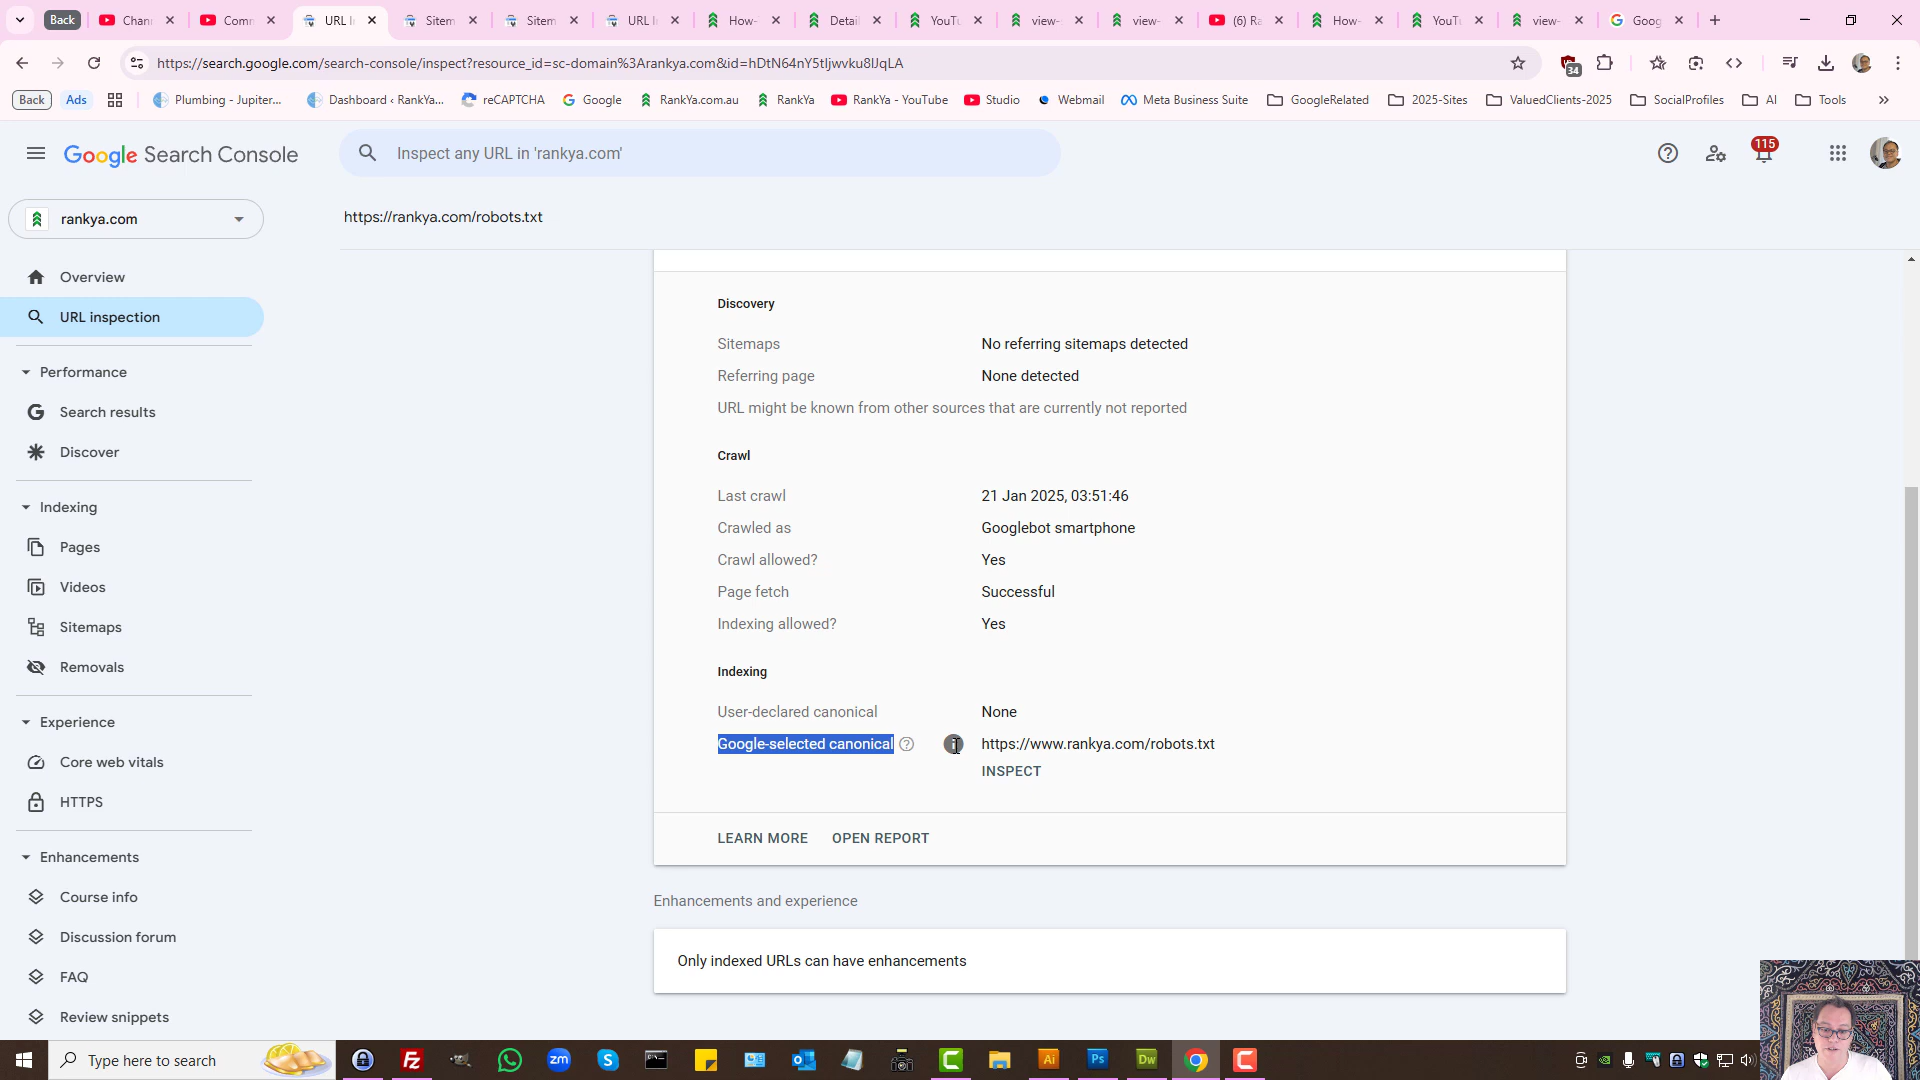 Back
Chan
Comm
URL I
Sitem
Sitem
URL I
How-
Detail
YouTu
view-
view-
(6) Ra
How-
YouTu
view-
Goog
https://search.google.com/search-console/inspect?resource_id=sc-domain%3Arankya.com&id=hDtN64nY5tIjwvku8lJqLA
34
Back
Ads
Plumbing - Jupiter...
Dashboard ‹ RankYa...
reCAPTCHA
Google
RankYa.com.au
RankYa
RankYa - YouTube
Studio
Webmail
Meta Business Suite
GoogleRelated
2025-Sites
ValuedClients-2025
SocialProfiles
AI
Tools
Google Search Console
Inspect any URL in 'rankya.com'
115
rankya.com
https://rankya.com/robots.txt
Overview
URL inspection
Performance
Search results
Discover
Indexing
Pages
Videos
Sitemaps
Removals
Experience
Core web vitals
HTTPS
Enhancements
Course info
Discussion forum
FAQ
Review snippets
Discovery
Sitemaps No referring sitemaps detected
Referring page None detected
URL might be known from other sources that are currently not reported
Crawl
Last crawl 21 Jan 2025, 03:51:46
Crawled as Googlebot smartphone
Crawl allowed? Yes
Page fetch Successful
Indexing allowed? Yes
Indexing
User-declared canonical None
Google-selected canonical https://www.rankya.com/robots.txt
INSPECT
LEARN MORE OPEN REPORT
Enhancements and experience
Only indexed URLs can have enhancements
Type here to search